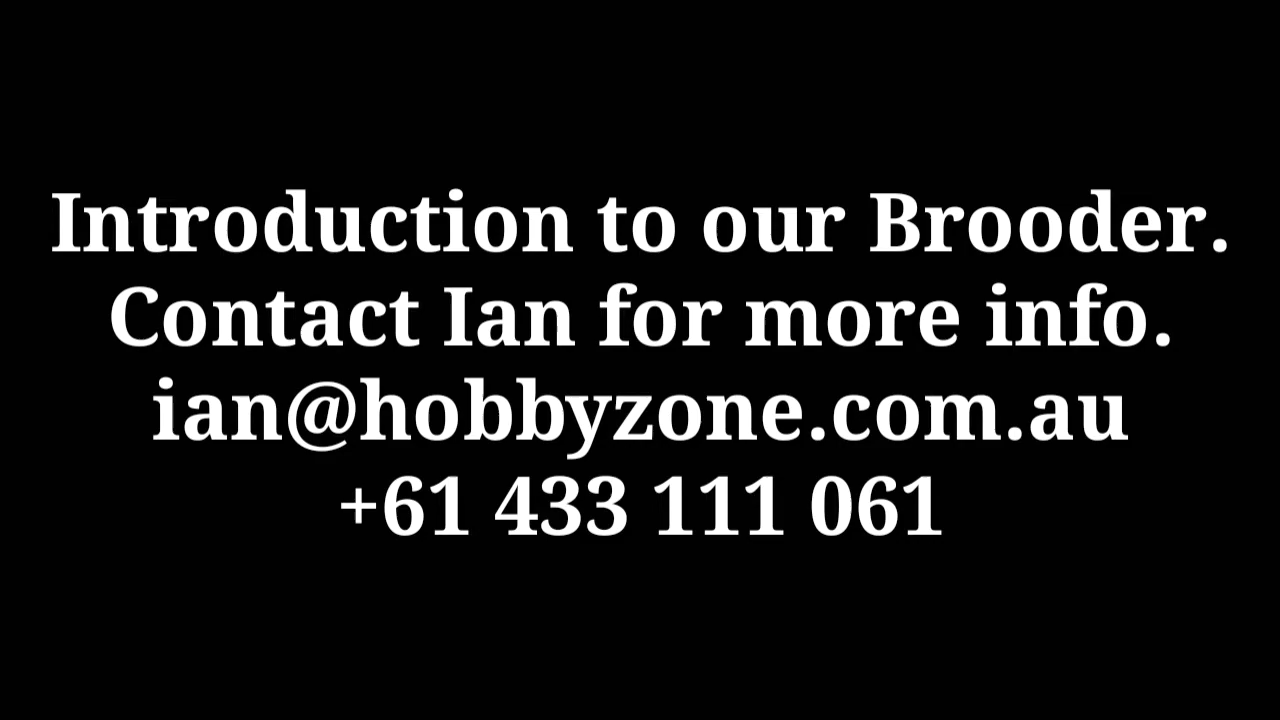 Introduction to our Brooder.
Contact Ian for more info.
ian@hobbyzone.com.au
+61 433 111 061